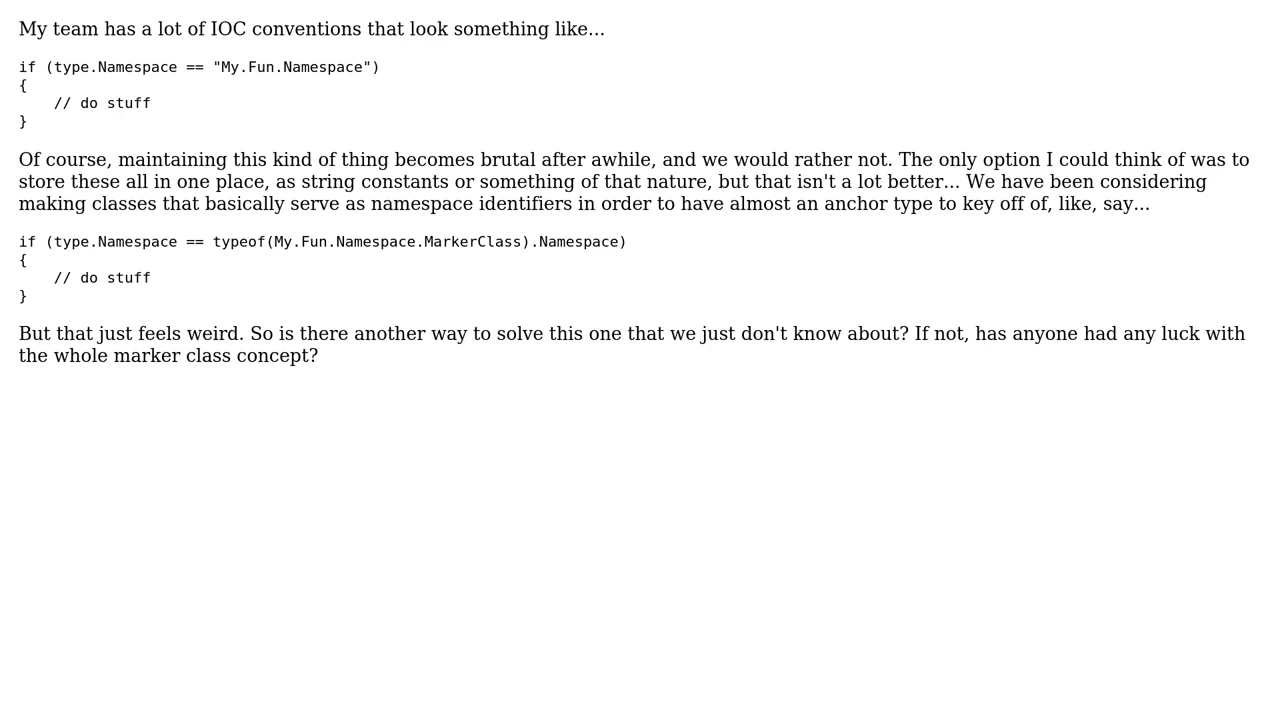 My team has a lot of IOC conventions that look something like...
if (type.Namespace == "My.Fun.Namespace")
{
    // do stuff
}
Of course, maintaining this kind of thing becomes brutal after awhile, and we would rather not. The only option I could think of was to
store these all in one place, as string constants or something of that nature, but that isn't a lot better... We have been considering
making classes that basically serve as namespace identifiers in order to have almost an anchor type to key off of, like, say...
if (type.Namespace == typeof(My.Fun.Namespace.MarkerClass).Namespace)
{
    // do stuff
}
But that just feels weird. So is there another way to solve this one that we just don't know about? If not, has anyone had any luck with
the whole marker class concept?